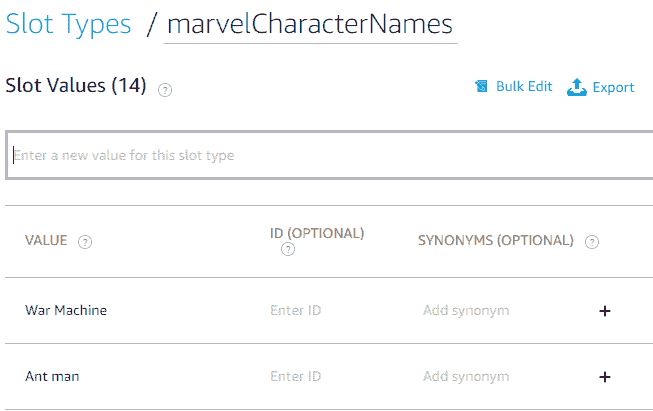 Slot Types / marvelCharacterNames
Slot Values (14) ?
Bulk Edit Export
Enter a new value for this slot type
VALUE ? ID (OPTIONAL) ? SYNONYMS (OPTIONAL) ?
War Machine Enter ID Add synonym +
Ant man Enter ID Add synonym +